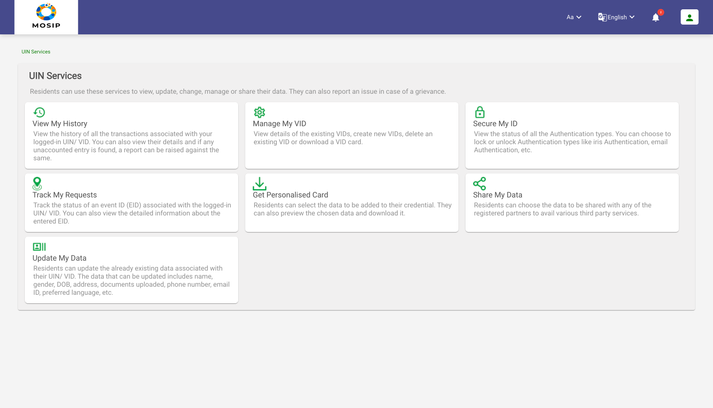 MOSIP
Aa
English
UIN Services
UIN Services
Residents can use these services to view, update, change, manage or share their data. They can also report an issue in case of a grievance.
View My History
View the history of all the transactions associated with your
logged-in UIN/ VID. You can also view their details and if any
unaccounted entry is found, a report can be raised against the
same.
Manage My VID
View details of the existing VIDs, create new VIDs, delete an
existing VID or download a VID card.
Secure My ID
View the status of all the Authentication types. You can choose to
lock or unlock Authentication types like iris Authentication, email
Authentication, etc.
Track My Requests
Track the status of an event ID (EID) associated with the logged-in
UIN/ VID. You can also view the detailed information about the
entered EID.
Get Personalised Card
Residents can select the data to be added to their credential. They
can also preview the chosen data and download it.
Share My Data
Residents can choose the data to be shared with any of the
registered partners to avail various third party services.
Update My Data
Residents can update the already existing data associated with
their UIN/ VID. The data that can be updated includes name,
gender, DOB, address, documents uploaded, phone number, email
ID, preferred language, etc.